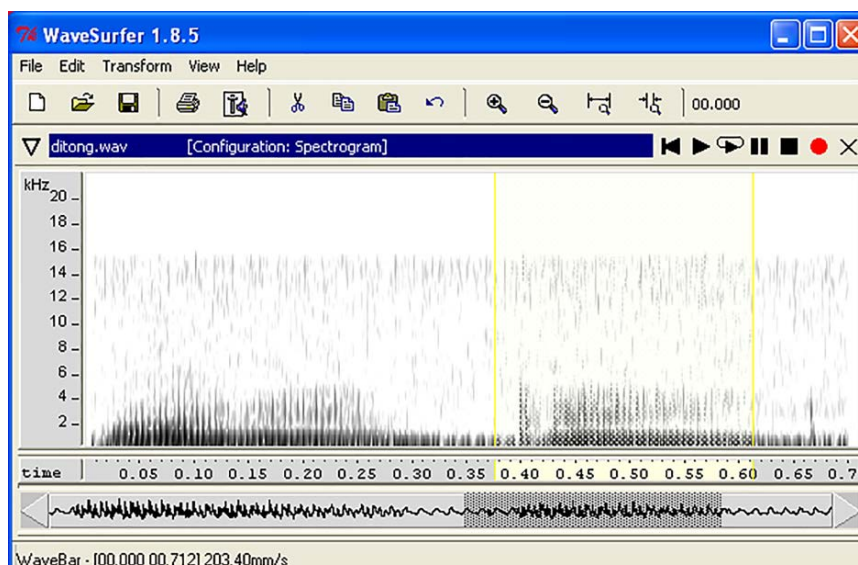 WaveSurfer 1.8.5
File Edit Transform View Help
00.000
ditong.wav [Configuration: Spectrogram]
kHz
20
18
16
14
12
10
8
6
4
2
time 0.05 0.10 0.15 0.20 0.25 0.30 0.35 0.40 0.45 0.50 0.55 0.60 0.65 0.7
WaveBar - [00.000 00.712] 203.40mm/s